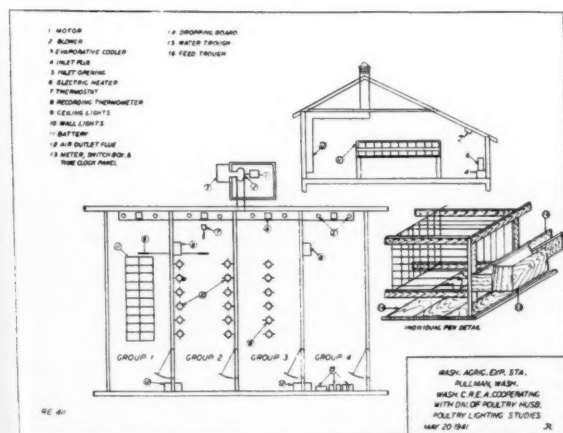 1 MOTOR
2 BLOWER
3 EVAPORATIVE COOLER
4 INLET FLUE
5 INLET OPENING
6 ELECTRIC HEATER
7 THERMOSTAT
8 RECORDING THERMOMETER
9 CEILING LIGHTS
10 WALL LIGHTS
11 BATTERY
12 AIR OUTLET FLUE
13 METER, SWITCH BOX, &
TIME CLOCK PANEL
14 DROPPING BOARD
15 WATER TROUGH
16 FEED TROUGH
INDIVIDUAL PEN DETAIL
GROUP 1 GROUP 2 GROUP 3 GROUP 4
WASH. AGRIC. EXP. STA.
PULLMAN, WASH.
WASH. C.R.E.A. COOPERATING
WITH DIV. OF POULTRY HUSB.
POULTRY LIGHTING STUDIES
MAY 20 1941
RE 411